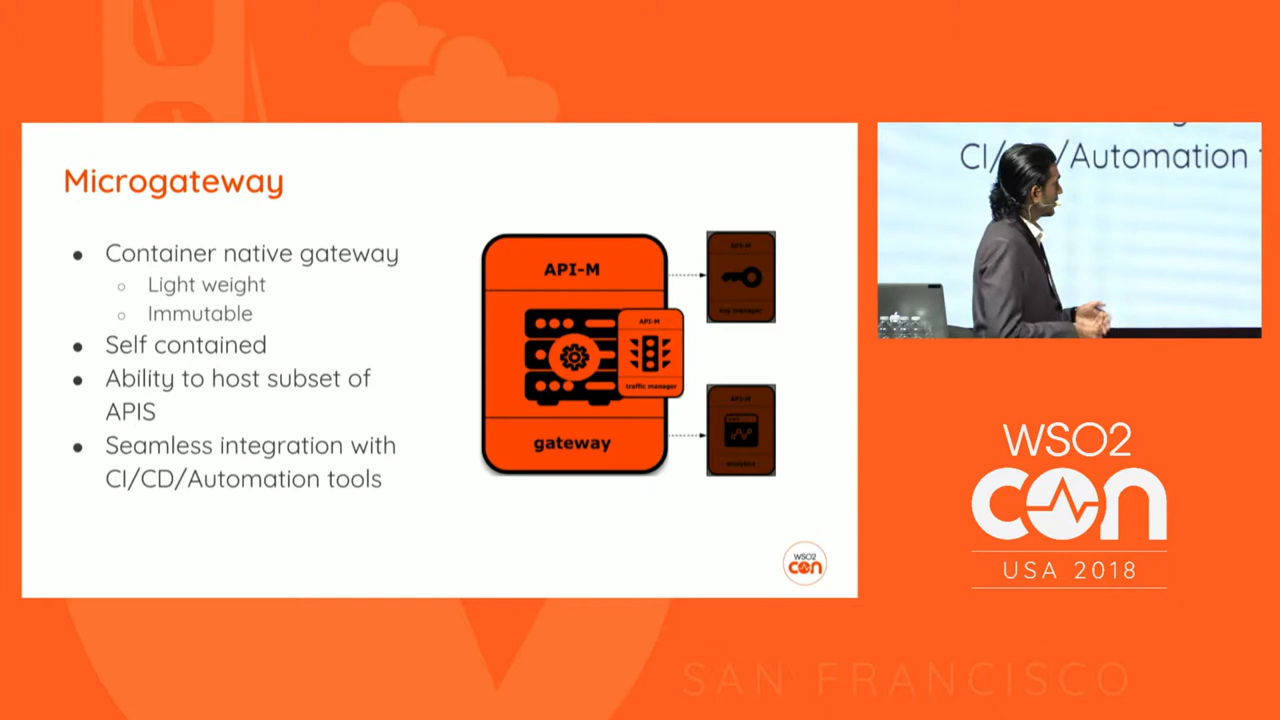 Microgateway
Container native gateway
Light weight
Immutable
Self contained
Ability to host subset of
APIS
Seamless integration with
CI/CD/Automation tools
API-M
API-M
traffic manager
gateway
API-M
key manager
API-M
analytics
WSO2
con
CI/CD/Automation
WSO2
con
USA 2018
SAN FRANCISCO